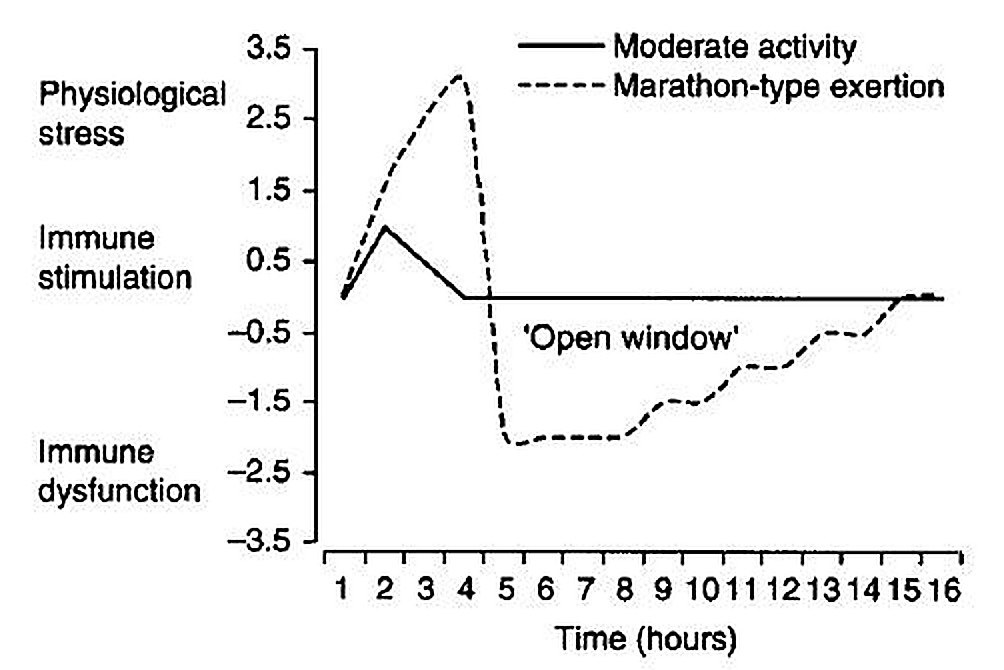 3.5
2.5
1.5
0.5
–0.5
–1.5
–2.5
–3.5
Physiological
stress
Immune
stimulation
Immune
dysfunction
Moderate activity
Marathon-type exertion
'Open window'
1 2 3 4 5 6 7 8 9 10 11 12 13 14 15 16
Time (hours)